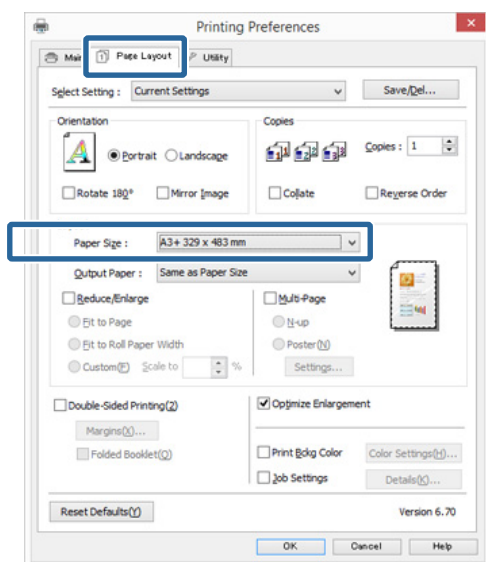 Printing Preferences
Main Page Layout Utility
Select Setting : Current Settings Save/Del...
Orientation Copies
Portrait Landscape Copies : 1
Rotate 180° Mirror Image Collate Reverse Order
Paper Size : A3+ 329 x 483 mm
Output Paper : Same as Paper Size
Reduce/Enlarge Multi-Page
Fit to Page N-up
Fit to Roll Paper Width Poster(N)
Custom(F) Scale to % Settings...
Double-Sided Printing(2) Optimize Enlargement
Margins(X)...
Folded Booklet(Q) Print Bckg Color Color Settings(H)...
Job Settings Details(K)...
Reset Defaults(Y) Version 6.70
OK Cancel Help